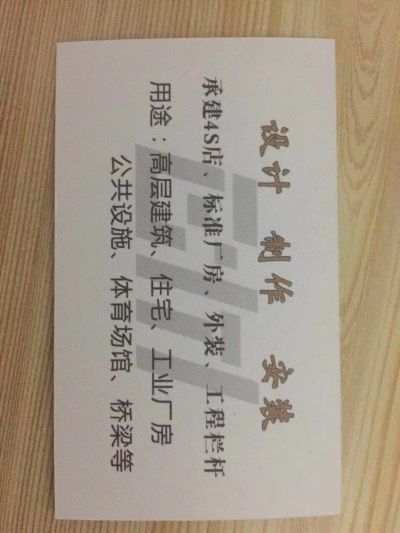 设计 制作 安装
承建4S店、标准厂房、外装、工程栏杆
用途：高层建筑、住宅、工业厂房
公共设施、体育场馆、桥梁等